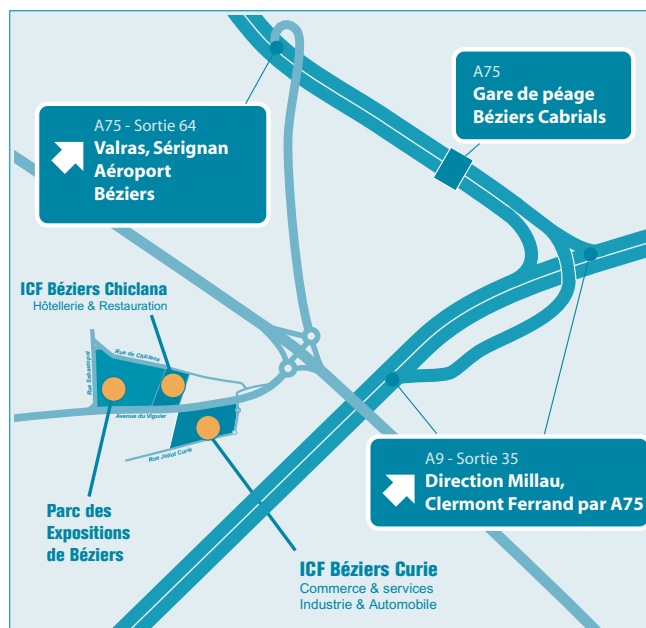 A75
Gare de péage
Béziers Cabrials
A75 - Sortie 64
Valras, Sérignan
Aéroport
Béziers
ICF Béziers Chiclana
Hôtellerie & Restauration
Rue de Chiclana
Rue Sabastopol
Avenue du Viguier
Rue Joliot Curie
A9 - Sortie 35
Direction Millau,
Clermont Ferrand par A75
Parc des
Expositions
de Béziers
ICF Béziers Curie
Commerce & services
Industrie & Automobile